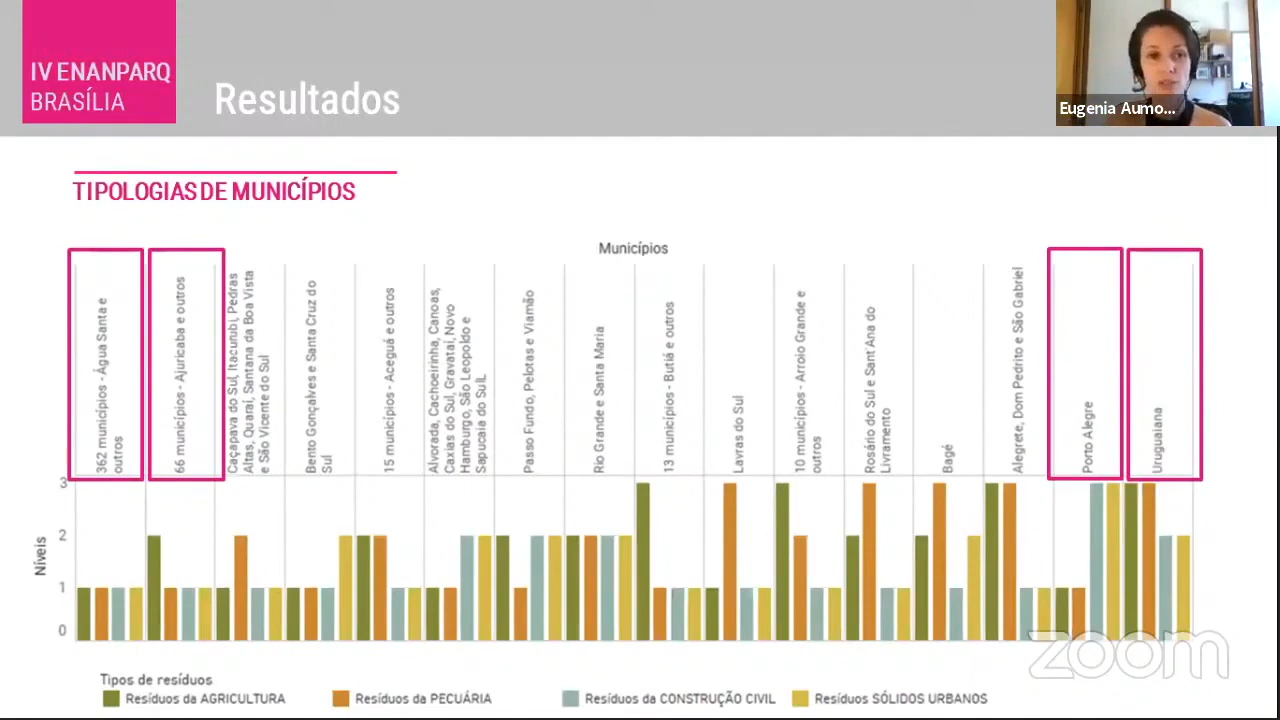 IV ENANPARQ
BRASÍLIA
Resultados
Eugenia Aumo...
TIPOLOGIAS DE MUNICÍPIOS
Municípios
362 municípios - Água Santa e
outros
66 municípios - Ajuricaba e outros
Caçapava do Sul, Itacurubi, Pedras
Altas, Quaraí, Santana da Boa Vista
e São Vicente do Sul
Bento Gonçalves e Santa Cruz do
Sul
15 municípios - Aceguá e outros
Alvorada, Cachoeirinha, Canoas,
Caxias do Sul, Gravataí, Novo
Hamburgo, São Leopoldo e
Sapucaia do SulL
Passo Fundo, Pelotas e Viamão
Rio Grande e Santa Maria
13 municípios - Butiá e outros
Lavras do Sul
10 municípios - Arroio Grande e
outros
Rosário do Sul e Sant'Ana do
Livramento
Bagé
Alegrete, Dom Pedrito e São Gabriel
Porto Alegre
Uruguaiana
Níveis
3
2
1
0
zoom
Tipos de resíduos
Resíduos da AGRICULTURA
Resíduos da PECUÁRIA
Resíduos da CONSTRUÇÃO CIVIL
Resíduos SÓLIDOS URBANOS